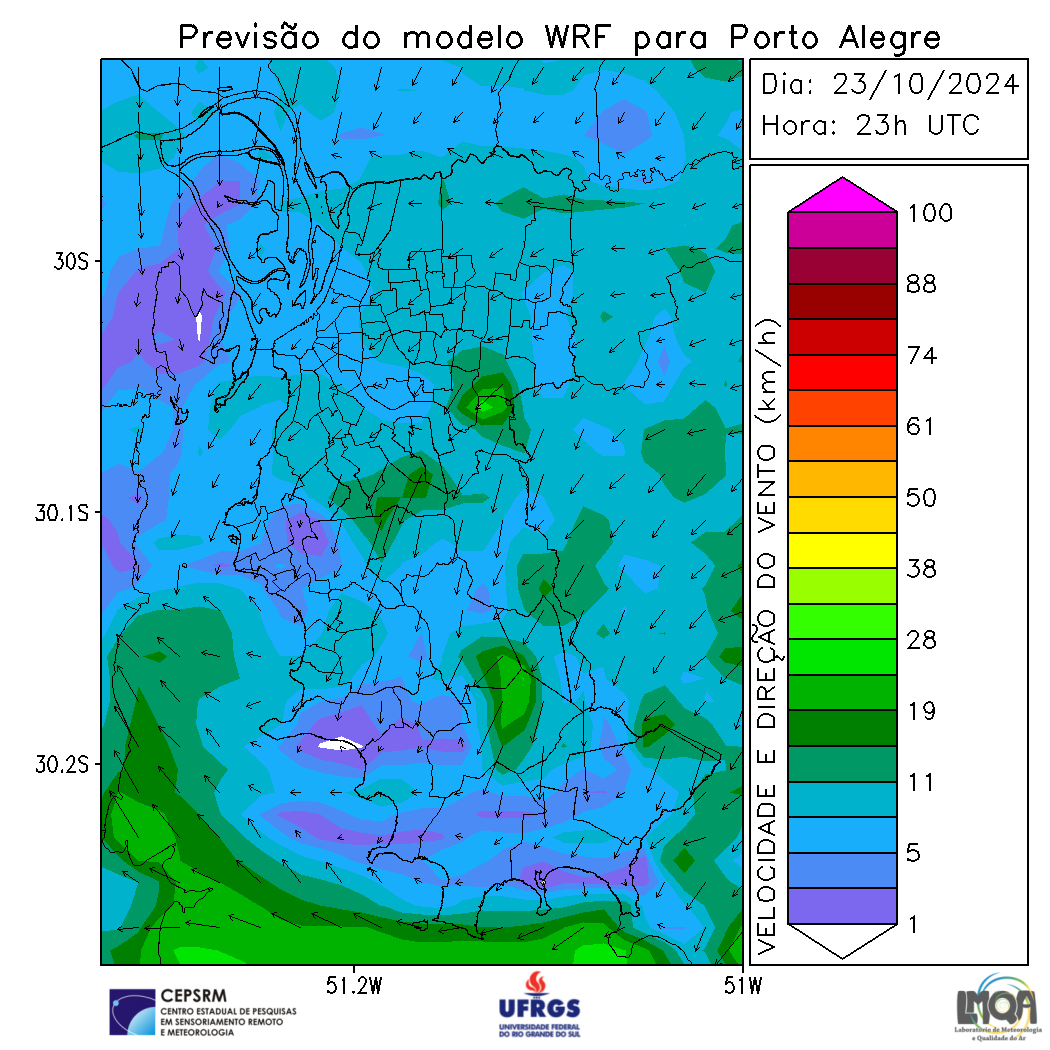 Previsão do modelo WRF para Porto Alegre
Dia: 23/10/2024
Hora: 23h UTC
30S
30.1S
30.2S
51.2W
51W
VELOCIDADE E DIREÇÃO DO VENTO (km/h)
100
88
74
61
50
38
28
19
11
5
1
CEPSRM
CENTRO ESTADUAL DE PESQUISAS
EM SENSORIAMENTO REMOTO
E METEOROLOGIA
UFRGS
UNIVERSIDADE FEDERAL
DO RIO GRANDE DO SUL
LMQA
Laboratório de Meteorologia
e Qualidade do Ar